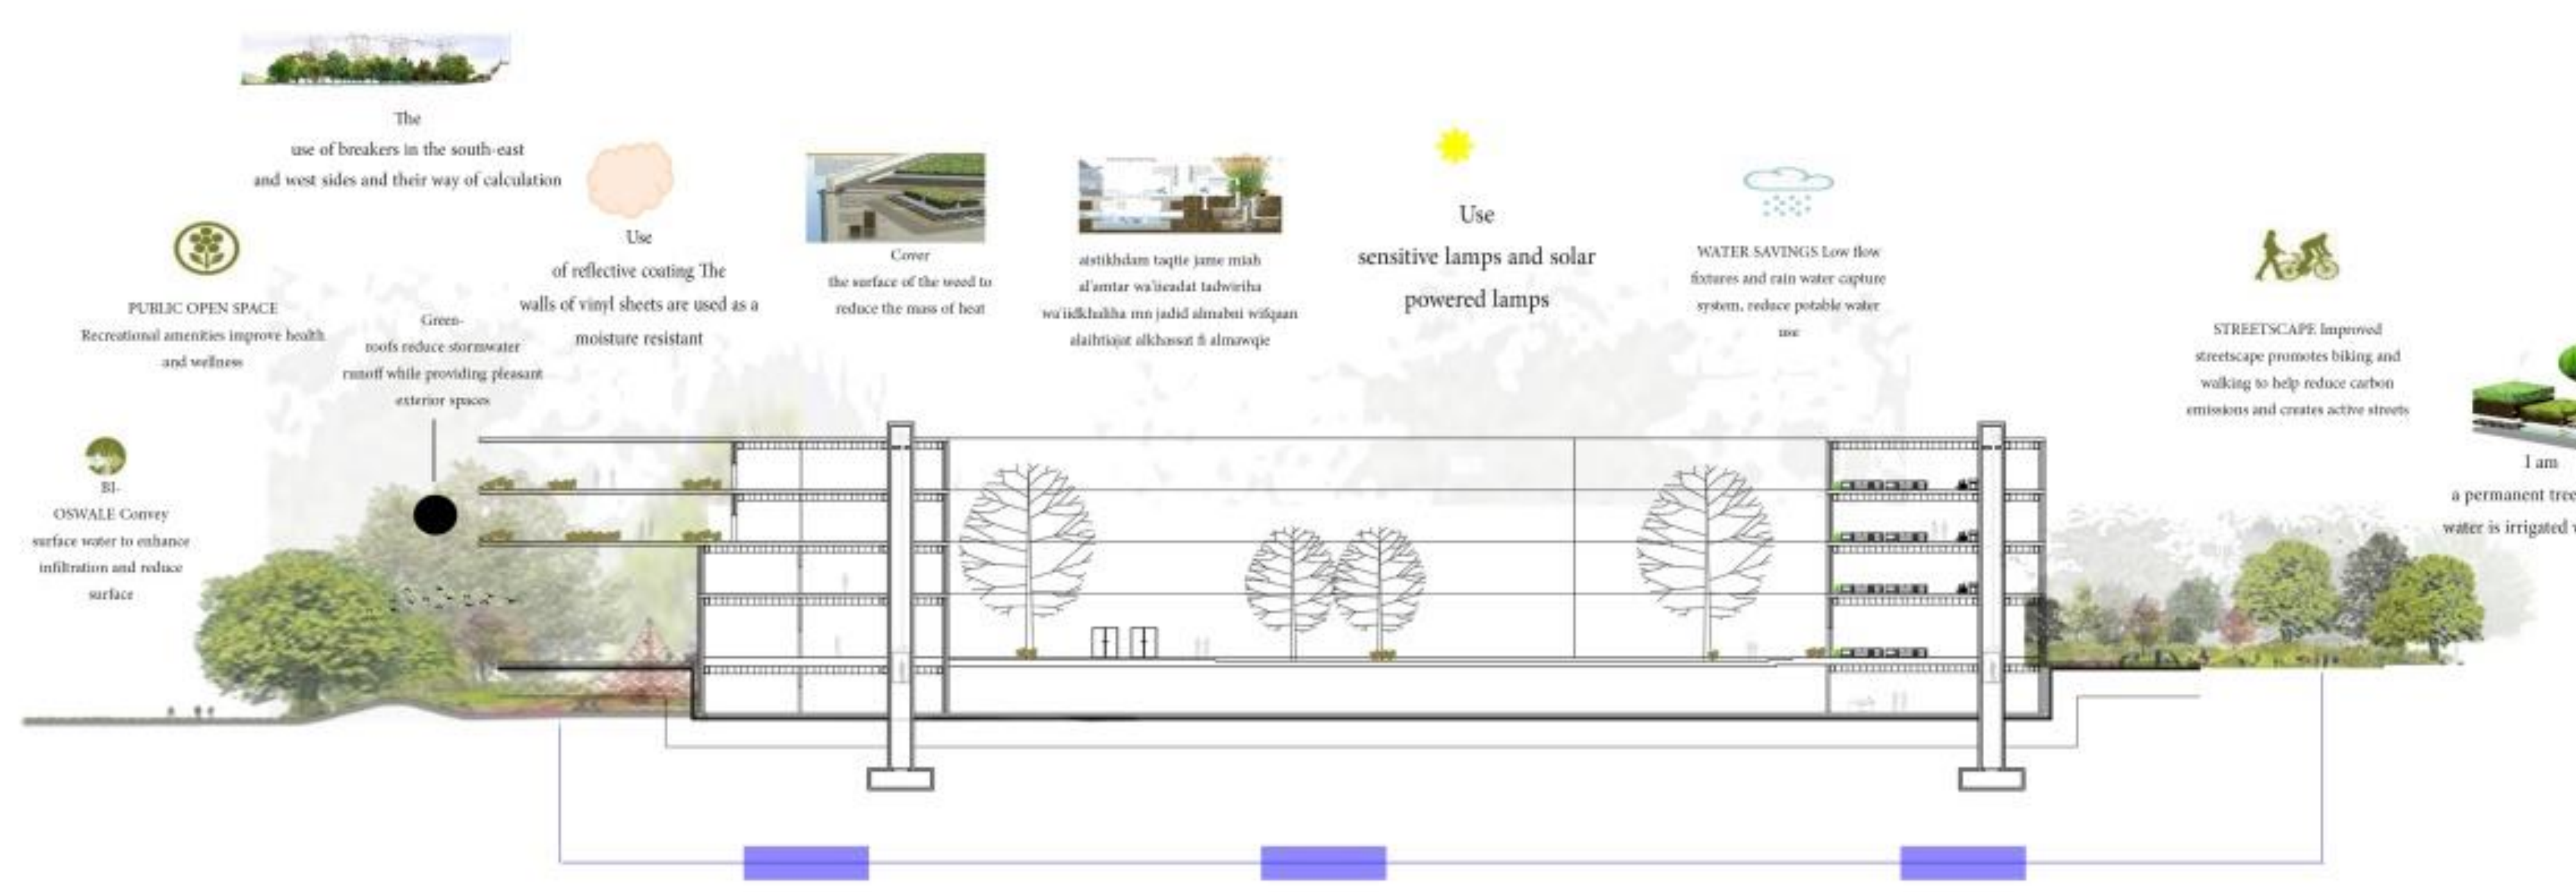 The
use of breakers in the south-east
and west sides and their way of calculation
PUBLIC OPEN SPACE
Recreational amenities improve health
and wellness
Green-
roofs reduce stormwater
runoff while providing pleasant
exterior spaces
BI-
OSWALE Convey
surface water to enhance
infiltration and reduce
surface
Use
of reflective coating The
walls of vinyl sheets are used as a
moisture resistant
Cover
the surface of the weed to
reduce the mass of heat
aistikhdam taqtie jame miah
al'amtar wa'iieadat tadwiriha
wa'iidkhaliha mn jadid almabni wifqaan
alaihtiajat alkhassat fi almawqie
Use
sensitive lamps and solar
powered lamps
WATER SAVINGS Low flow
fixtures and rain water capture
system, reduce potable water
use
STREETSCAPE Improved
streetscape promotes biking and
walking to help reduce carbon
emissions and creates active streets
I am
a permanent tree
water is irrigated